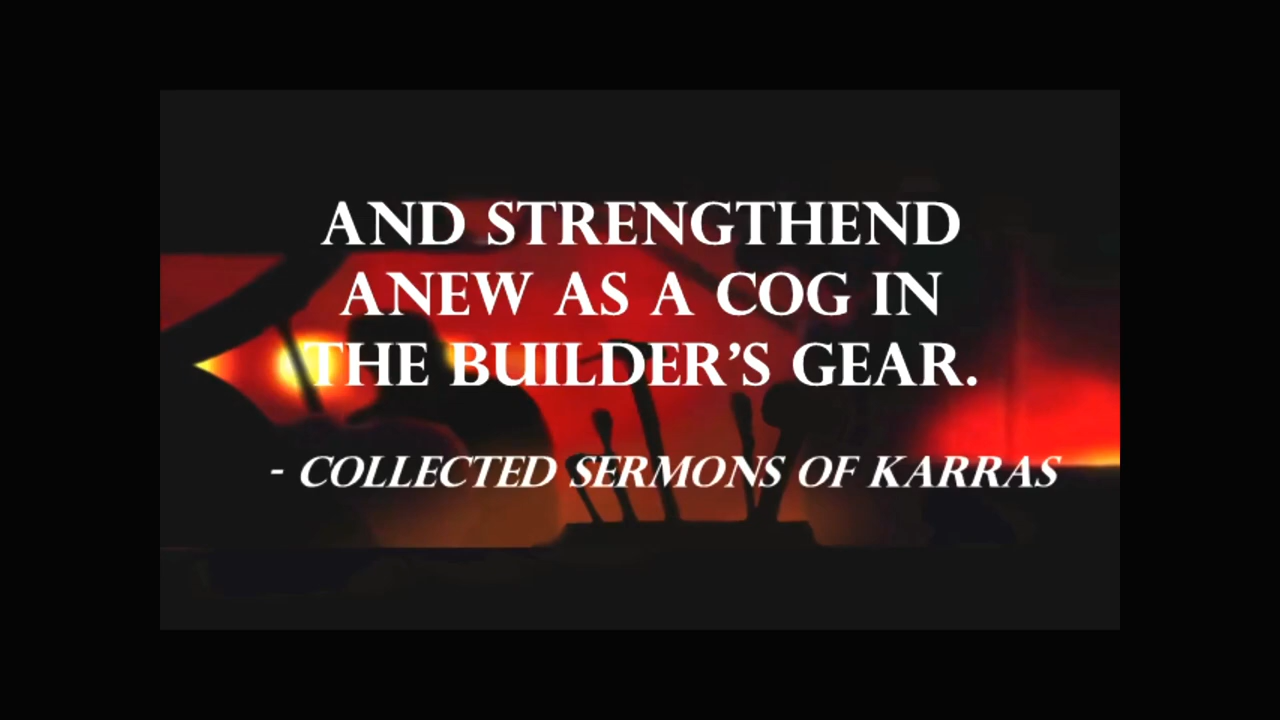 AND STRENGTHEND
ANEW AS A COG IN
THE BUILDER’S GEAR.
- COLLECTED SERMONS OF KARRAS